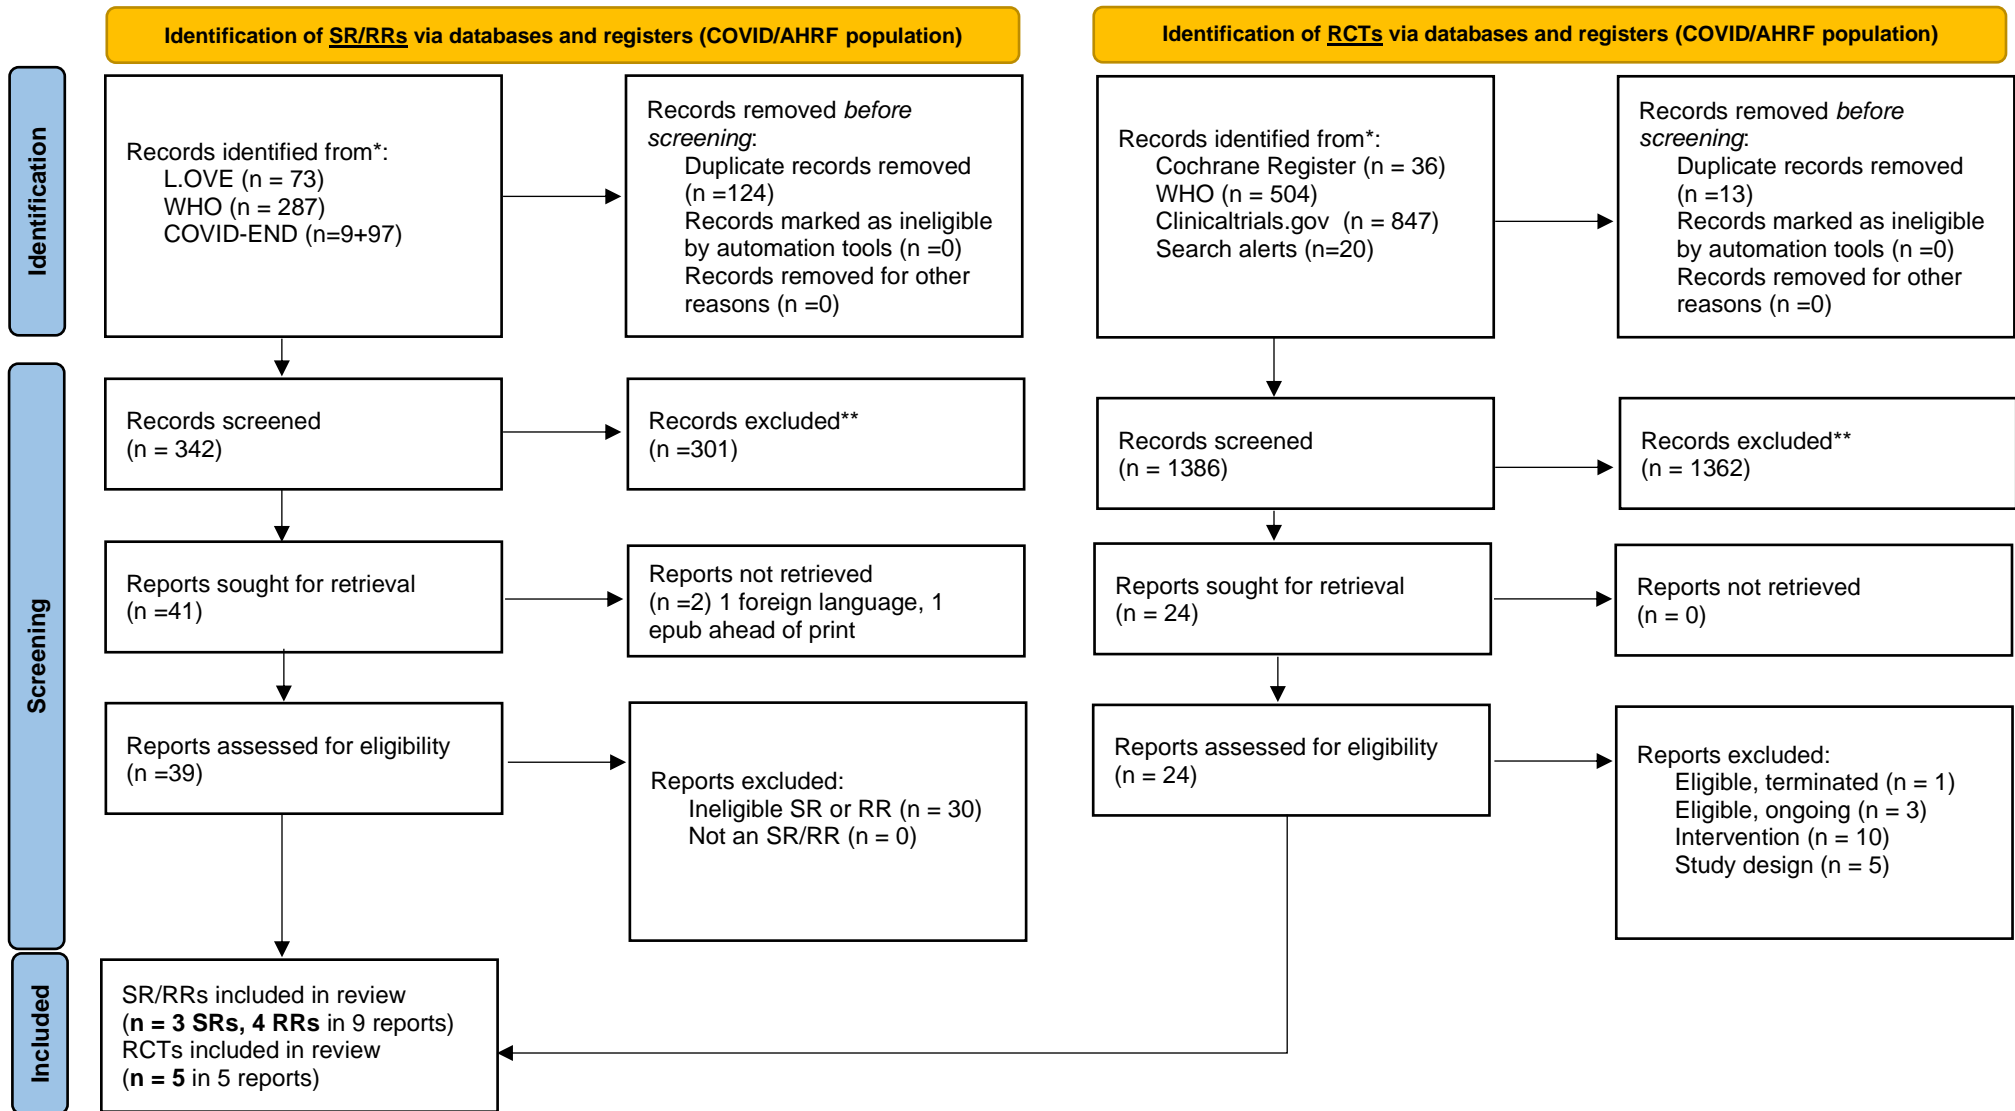 Identification of SR/RRs via databases and registers (COVID/AHRF population)
Identification of RCTs via databases and registers (COVID/AHRF population)
Identification
Records identified from*:
L.OVE (n = 73)
WHO (n = 287)
COVID-END (n=9+97)
Records removed before
screening:
Duplicate records removed
(n =124)
Records marked as ineligible
by automation tools (n =0)
Records removed for other
reasons (n =0)
Records identified from*:
Cochrane Register (n = 36)
WHO (n = 504)
Clinicaltrials.gov (n = 847)
Search alerts (n=20)
Records removed before
screening:
Duplicate records removed
(n =13)
Records marked as ineligible
by automation tools (n =0)
Records removed for other
reasons (n =0)
Screening
Records screened
(n = 342)
Records excluded**
(n =301)
Records screened
(n = 1386)
Records excluded**
(n = 1362)
Reports sought for retrieval
(n =41)
Reports not retrieved
(n =2) 1 foreign language, 1
epub ahead of print
Reports sought for retrieval
(n = 24)
Reports not retrieved
(n = 0)
Reports assessed for eligibility
(n =39)
Reports excluded:
Ineligible SR or RR (n = 30)
Not an SR/RR (n = 0)
Reports assessed for eligibility
(n = 24)
Reports excluded:
Eligible, terminated (n = 1)
Eligible, ongoing (n = 3)
Intervention (n = 10)
Study design (n = 5)
Included
SR/RRs included in review
(n = 3 SRs, 4 RRs in 9 reports)
RCTs included in review
(n = 5 in 5 reports)